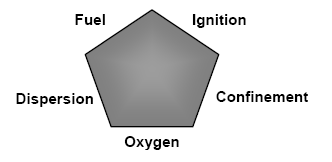 Fuel
Ignition
Dispersion
Confinement
Oxygen